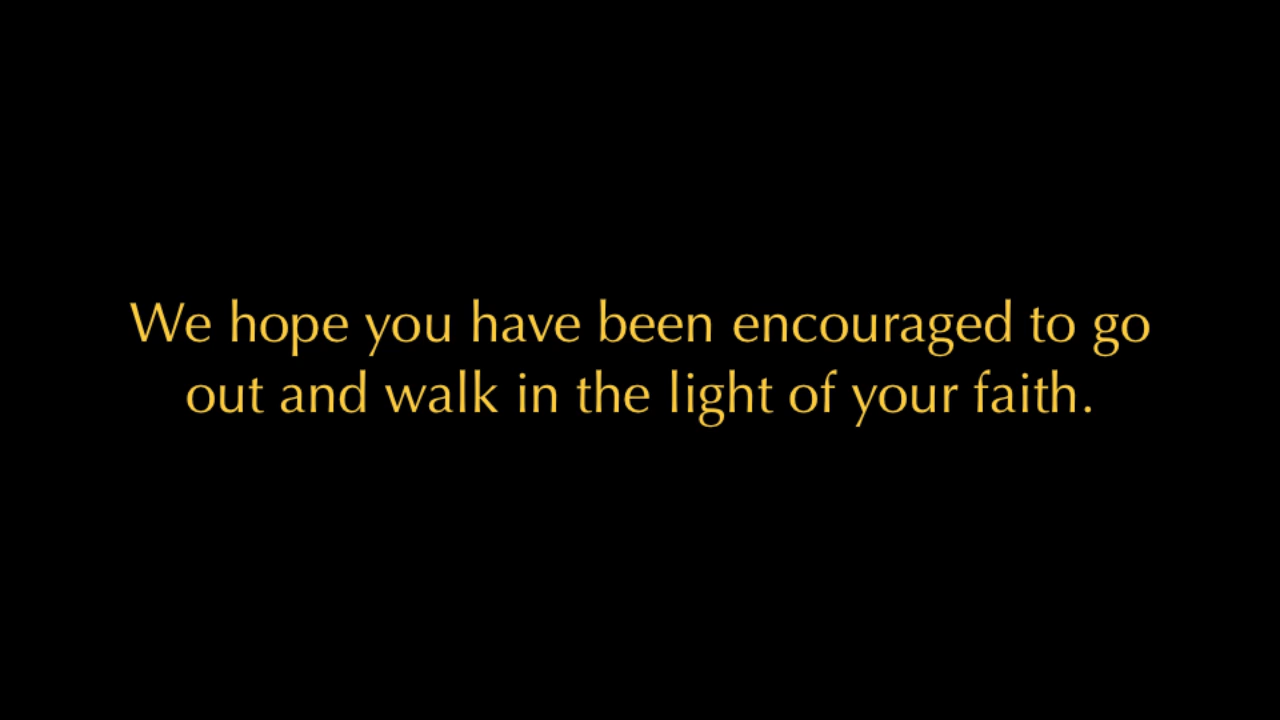 We hope you have been encouraged to go
out and walk in the light of your faith.